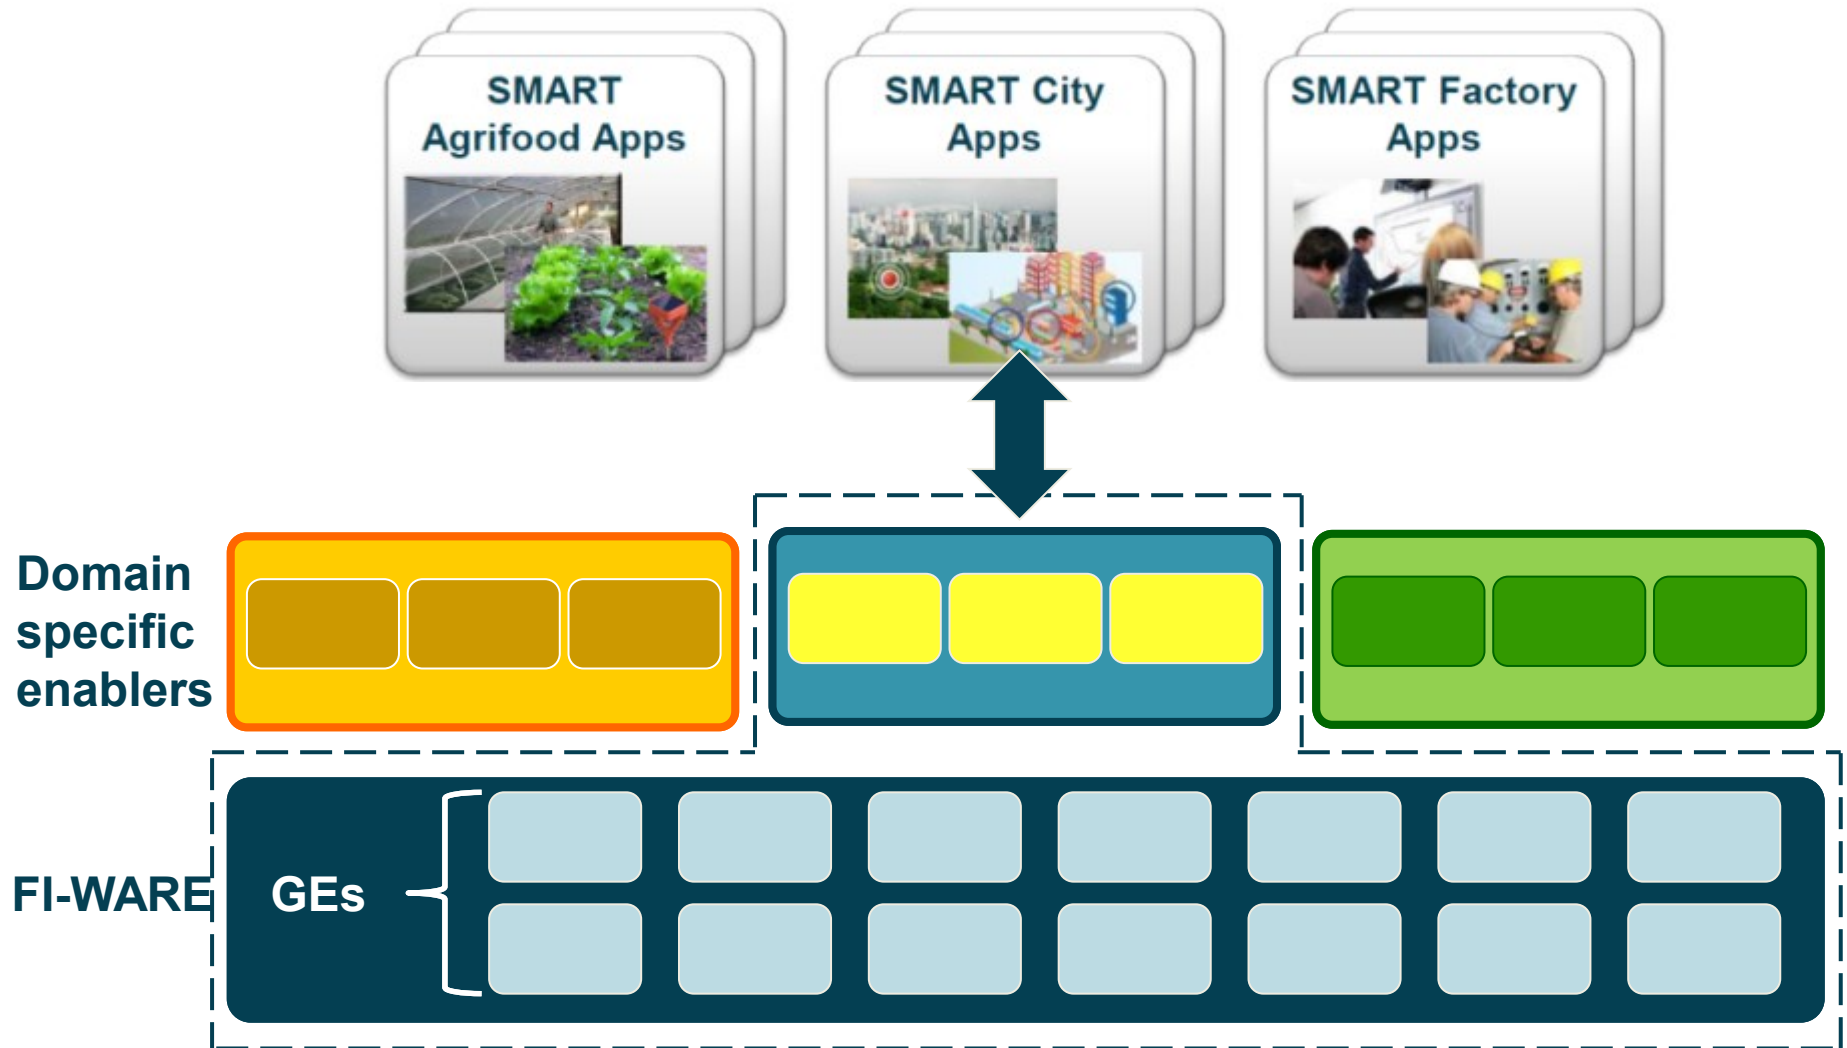 SMART
Agrifood Apps
SMART City
Apps
SMART Factory
Apps
Domain
specific
enablers
FI-WARE
GEs